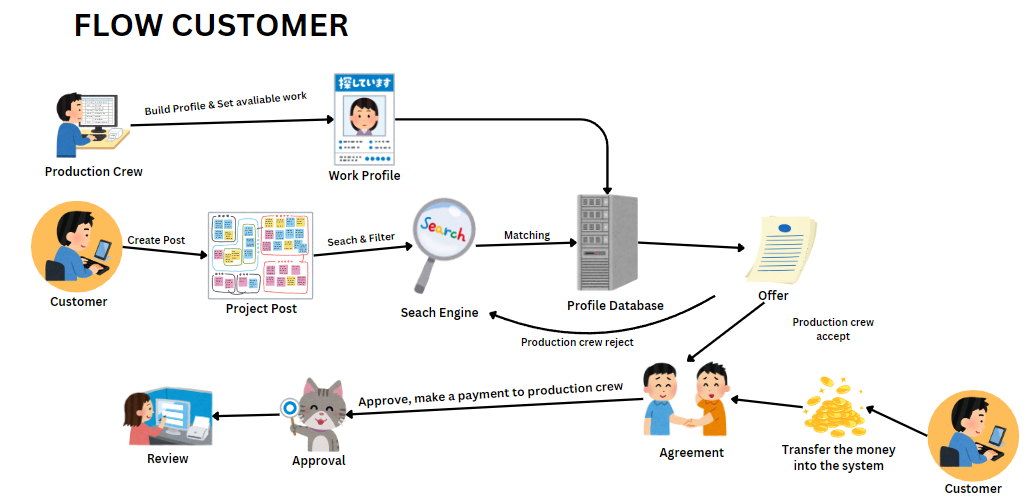 FLOW CUSTOMER
Build Profile & Set avaliable work
探しています
Production Crew
Work Profile
Create Post
Seach & Filter
Search
Matching
Customer
Project Post
Seach Engine
Profile Database
Offer
Production crew reject
Production crew
accept
Approve, make a payment to production crew
Review
Approval
Agreement
Transfer the money
into the system
Customer